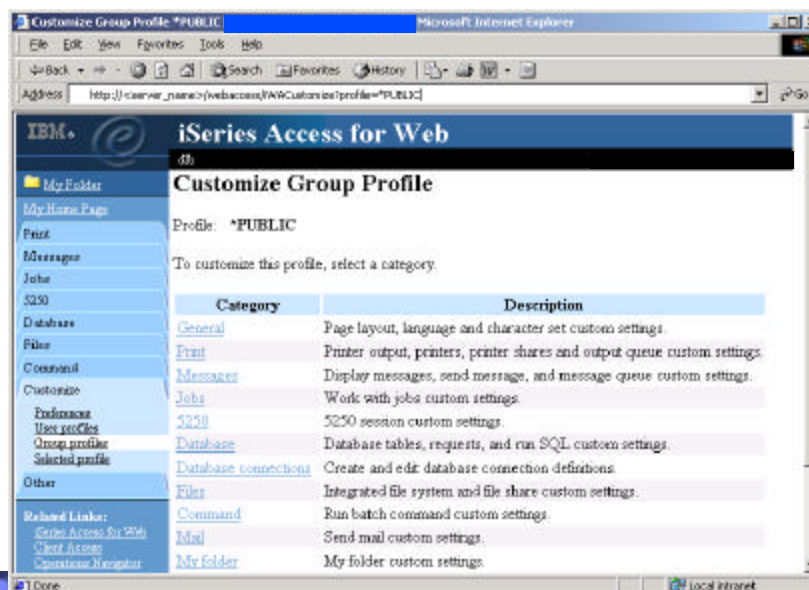 Customize Group Profile *PUBLIC Microsoft Internet Explorer
File Edit View Favorites Tools Help
Back Search Favorites History
Address http://<server_name>/webaccess/iWACustomize?profile=*PUBLIC Go
IBM. iSeries Access for Web
My Folder
Customize Group Profile
My Home Page
Print
Profile: *PUBLIC
Messages
To customize this profile, select a category.
Jobs
5250
Category Description
Database
General Page layout, language and character set custom settings.
Files
Print Printer output, printers, printer shares and output queue custom settings.
Command
Messages Display messages, send message, and message queue custom settings.
Customize
Jobs Work with jobs custom settings.
Preferences
5250 5250 session custom settings.
User profiles
Group profiles
Database Database tables, requests, and run SQL custom settings.
Selected profile
Database connections Create and edit database connection definitions.
Other
Files Integrated file system and file share custom settings.
Command Run batch command custom settings.
Related Links:
iSeries Access for Web
Mail Send mail custom settings.
Client Access
Operations Navigator
My folder My folder custom settings.
Done Local intranet